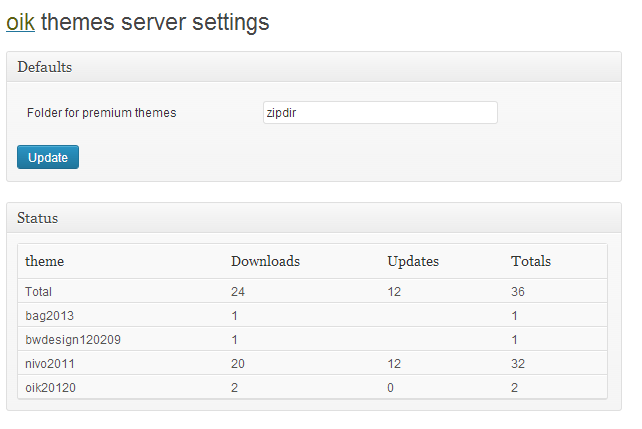 oik themes server settings
Defaults
Folder for premium themes zipdir
Update
Status
theme Downloads Updates Totals
Total 24 12 36
bag2013 1 1
bwdesign120209 1 1
nivo2011 20 12 32
oik20120 2 0 2